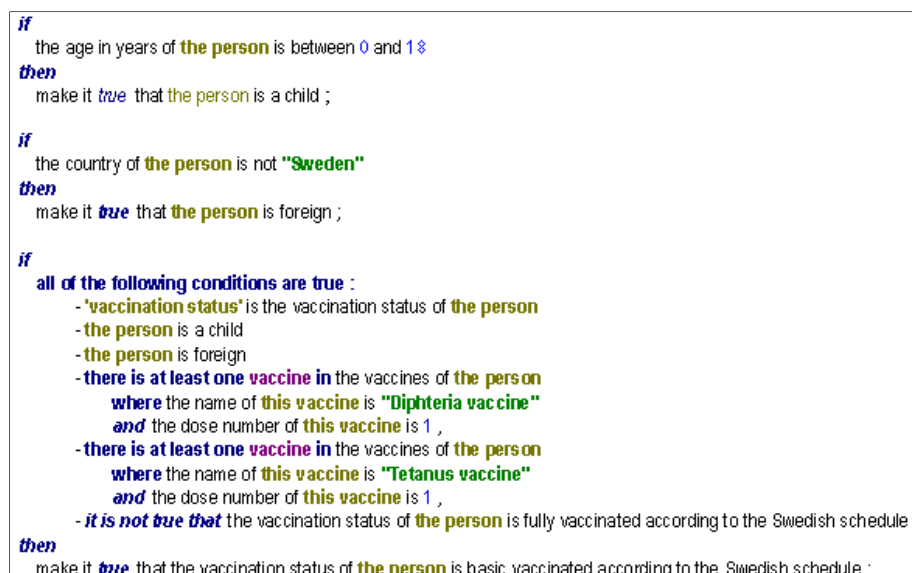 if
the age in years of the person is between 0 and 18
then
make it true that the person is a child ;
if
the country of the person is not "Sweden"
then
make it true that the person is foreign ;
if
all of the following conditions are true :
- 'vaccination status' is the vaccination status of the person
- the person is a child
- the person is foreign
- there is at least one vaccine in the vaccines of the person
where the name of this vaccine is "Diphteria vaccine"
and the dose number of this vaccine is 1 ,
- there is at least one vaccine in the vaccines of the person
where the name of this vaccine is "Tetanus vaccine"
and the dose number of this vaccine is 1 ,
- it is not true that the vaccination status of the person is fully vaccinated according to the Swedish schedule
then
make it true that the vaccination status of the person is basic vaccinated according to the Swedish schedule ;